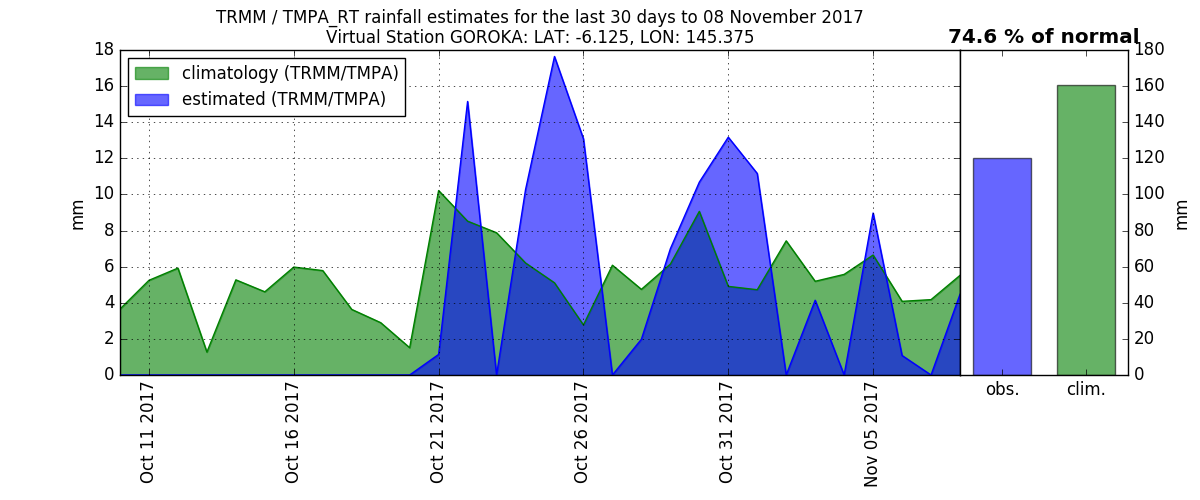 TRMM / TMPA_RT rainfall estimates for the last 30 days to 08 November 2017
Virtual Station GOROKA: LAT: -6.125, LON: 145.375
74.6 % of normal
climatology (TRMM/TMPA)
estimated (TRMM/TMPA)
mm
18
16
14
12
10
8
6
4
2
0
Oct 11 2017
Oct 16 2017
Oct 21 2017
Oct 26 2017
Oct 31 2017
Nov 05 2017
obs.
clim.
180
160
140
120
100
80
60
40
20
0
mm